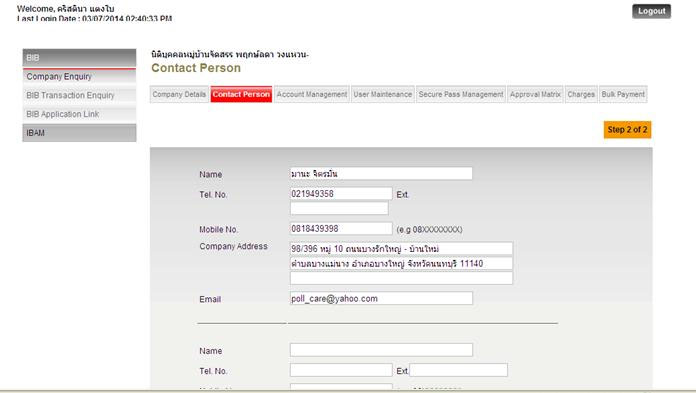 Welcome, คริสตินา แดงใบ
Last Login Date : 03/07/2014 02:40:33 PM
Logout
นิติบุคคลหมู่บ้านจัดสรร พฤกษ์ลดา วงแหวน-
Contact Person
BIB
Company Enquiry
BIB Transaction Enquiry
BIB Application Link
IBAM
Company Details
Contact Person
Account Management
User Maintenance
Secure Pass Management
Approval Matrix
Charges
Bulk Payment
Step 2 of 2
Name มานะ จิตรมั่น
Tel. No. 021949358 Ext.
Mobile No. 0818439398 (e.g 08XXXXXXXX)
Company Address 98/396 หมู่ 10 ถนนบางรักใหญ่ - บ้านใหม่
ตำบลบางแม่นาง อำเภอบางใหญ่ จังหวัดนนทบุรี 11140
Email poll_care@yahoo.com
Name
Tel. No. Ext.